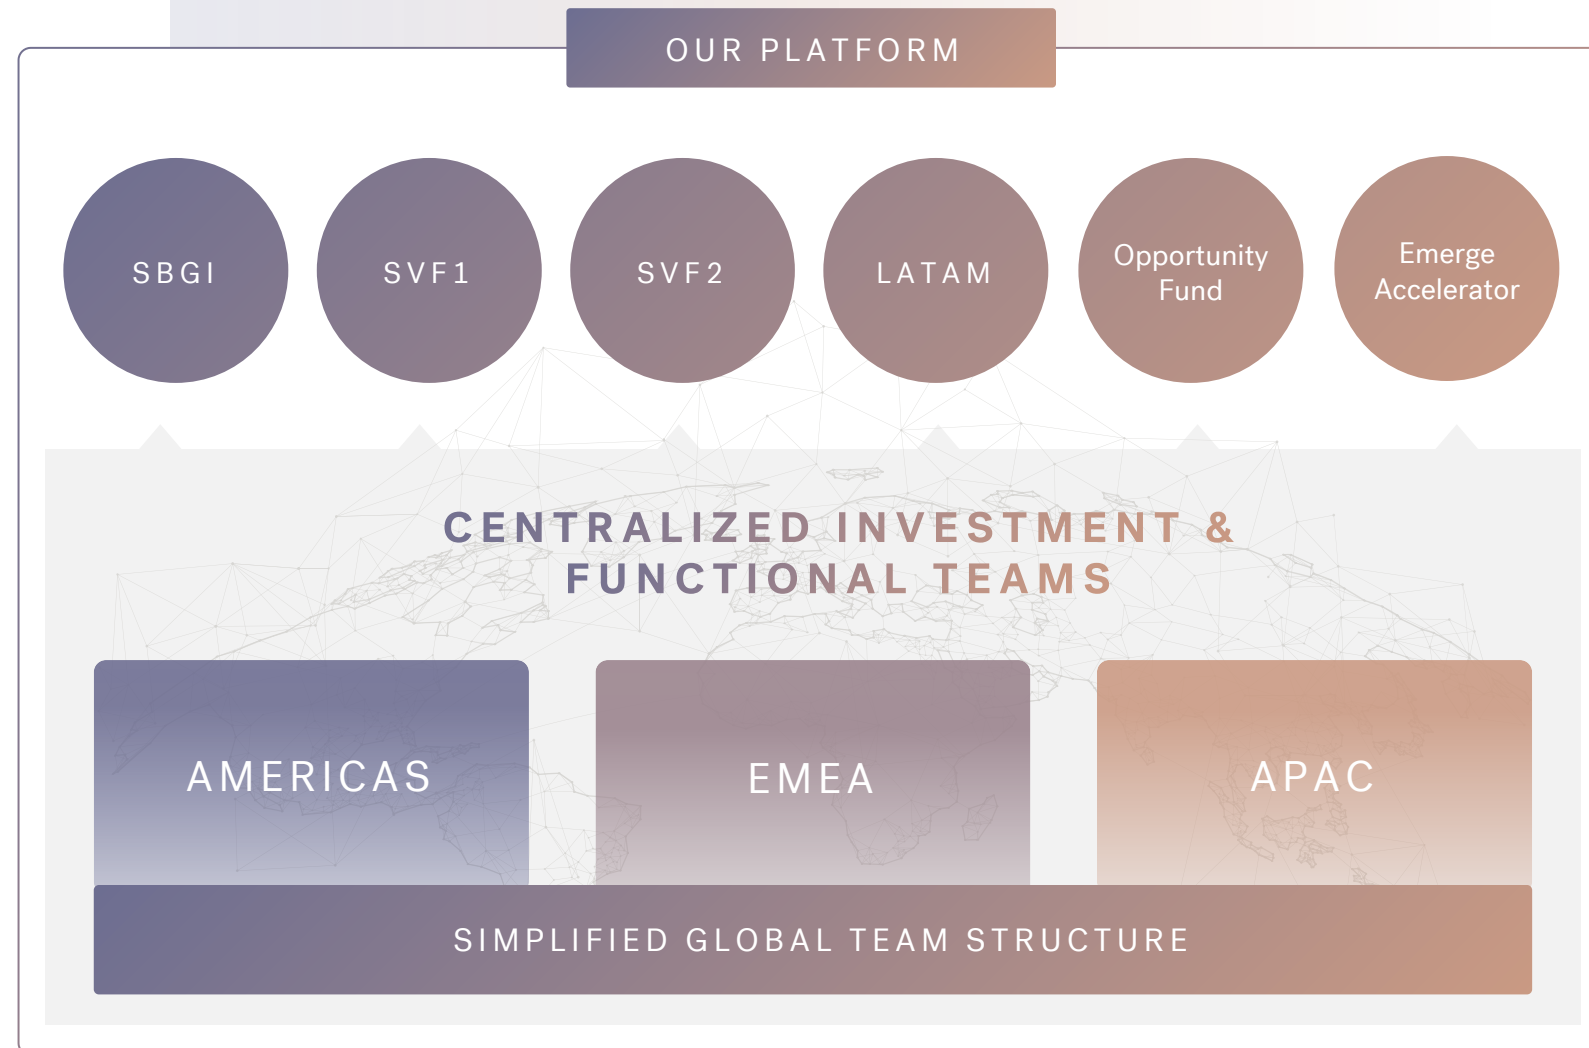 OUR PLATFORM
SBGI
SVF1
SVF2
LATAM
Opportunity
Fund
Emerge
Accelerator
CENTRALIZED INVESTMENT &
FUNCTIONAL TEAMS
AMERICAS
EMEA
APAC
SIMPLIFIED GLOBAL TEAM STRUCTURE